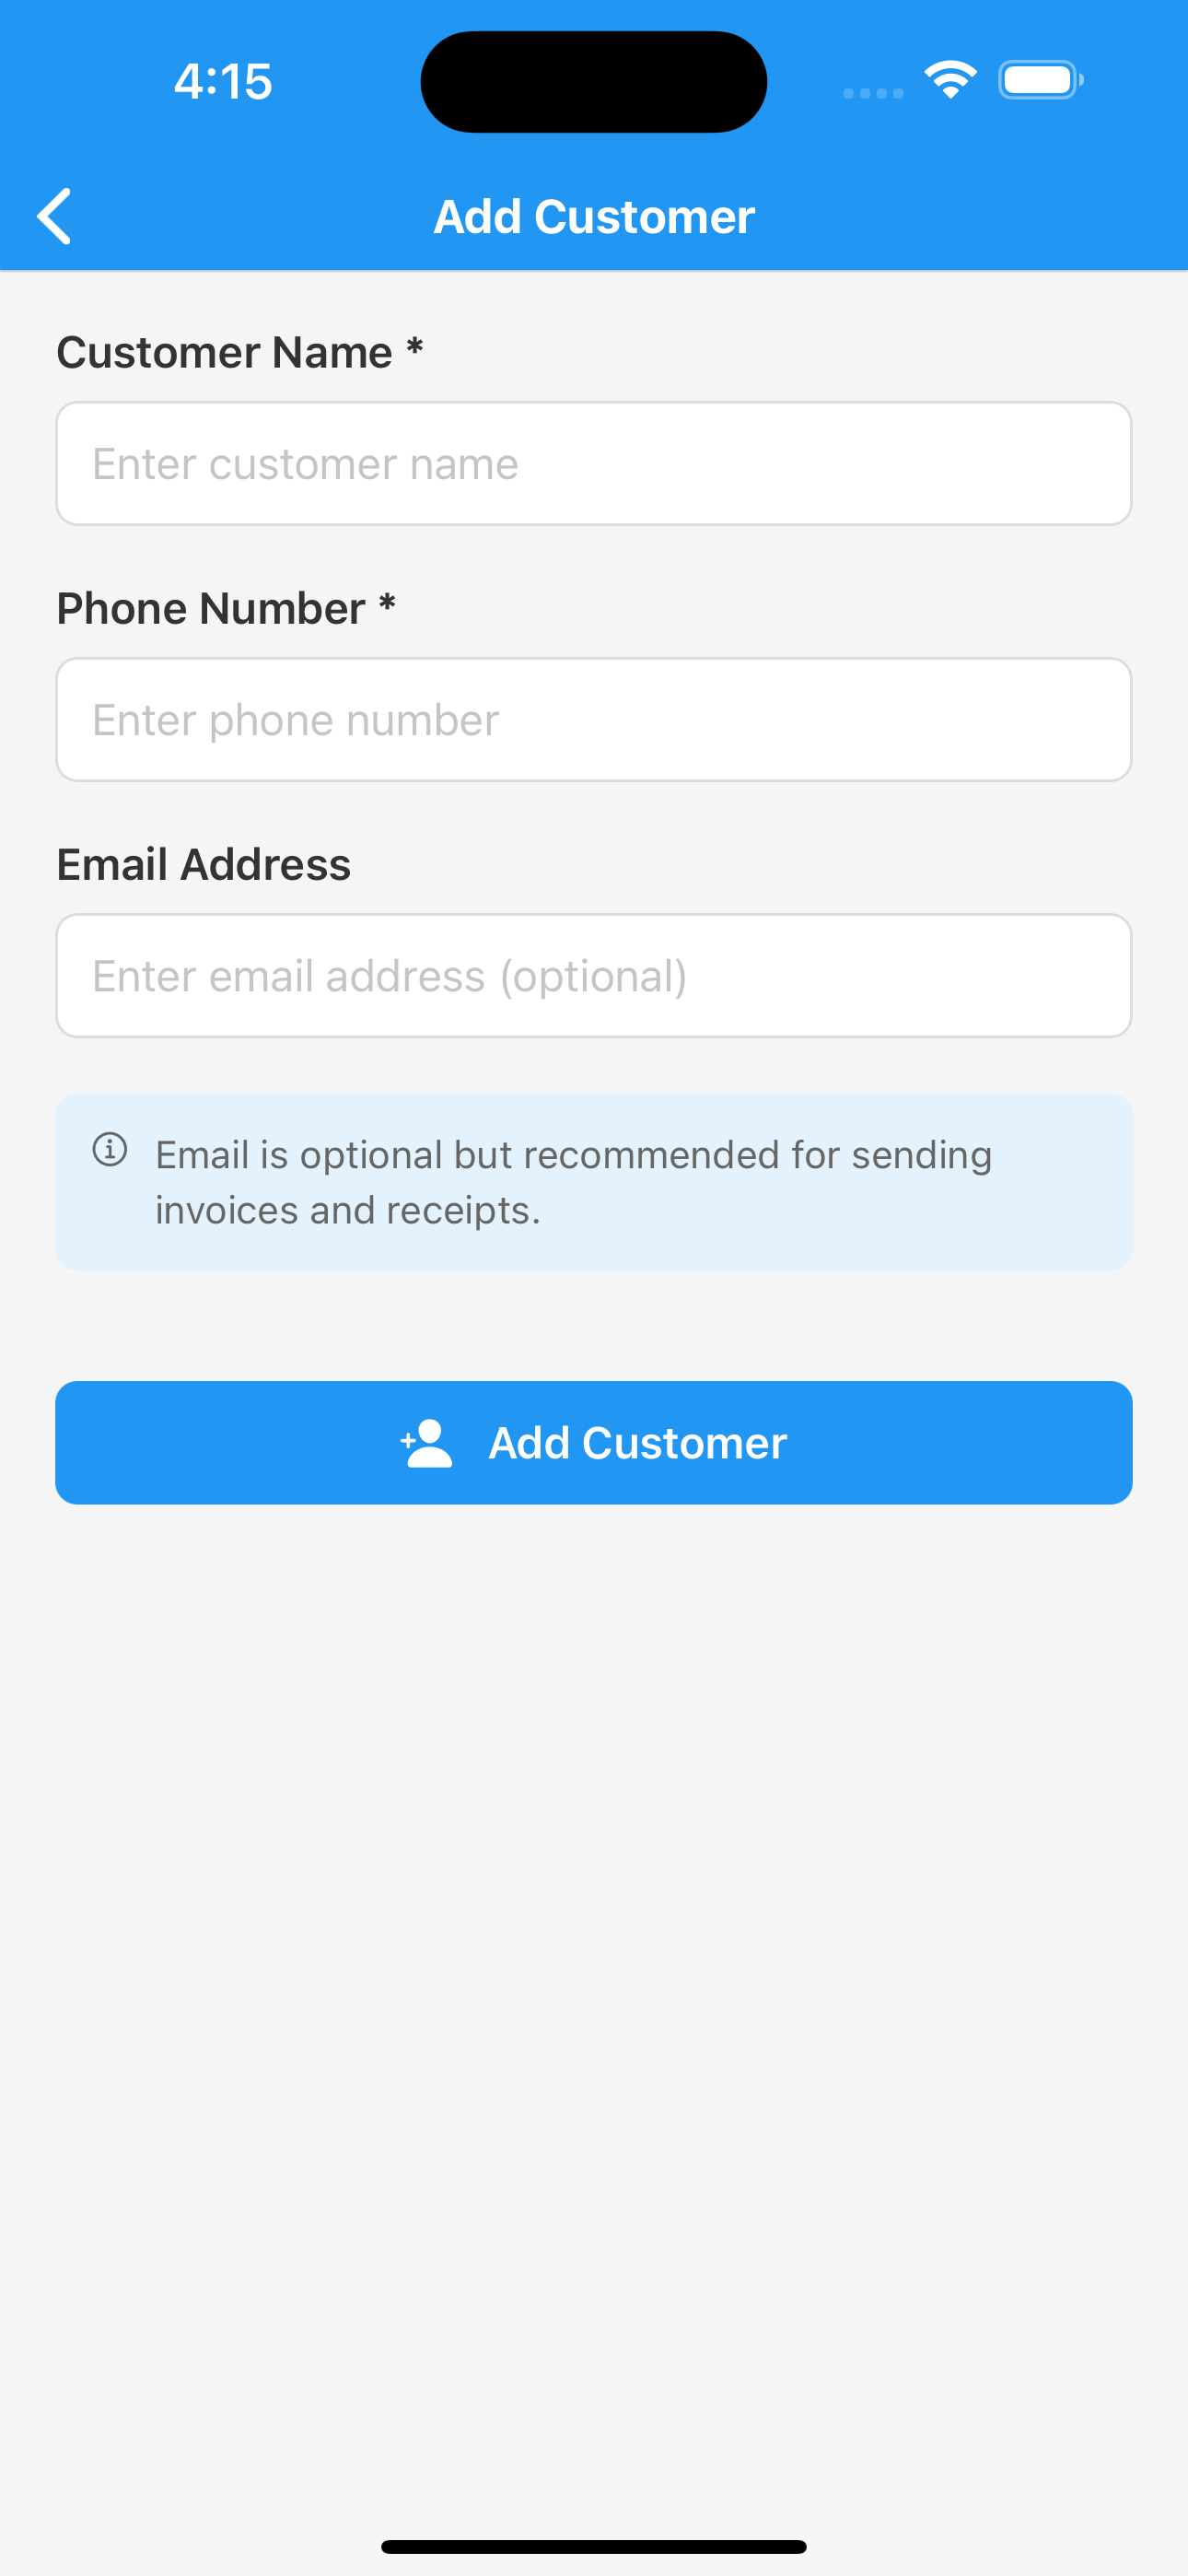 4:15
Add Customer
Customer Name *
Enter customer name
Phone Number *
Enter phone number
Email Address
Enter email address (optional)
Email is optional but recommended for sending
invoices and receipts.
Add Customer